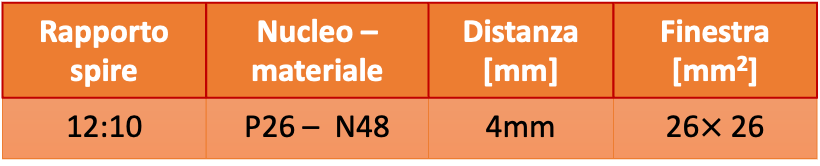 Rapporto Nucleo – Distanza Finestra
spire materiale [mm] [mm²]
12:10 P26 – N48 4mm 26× 26